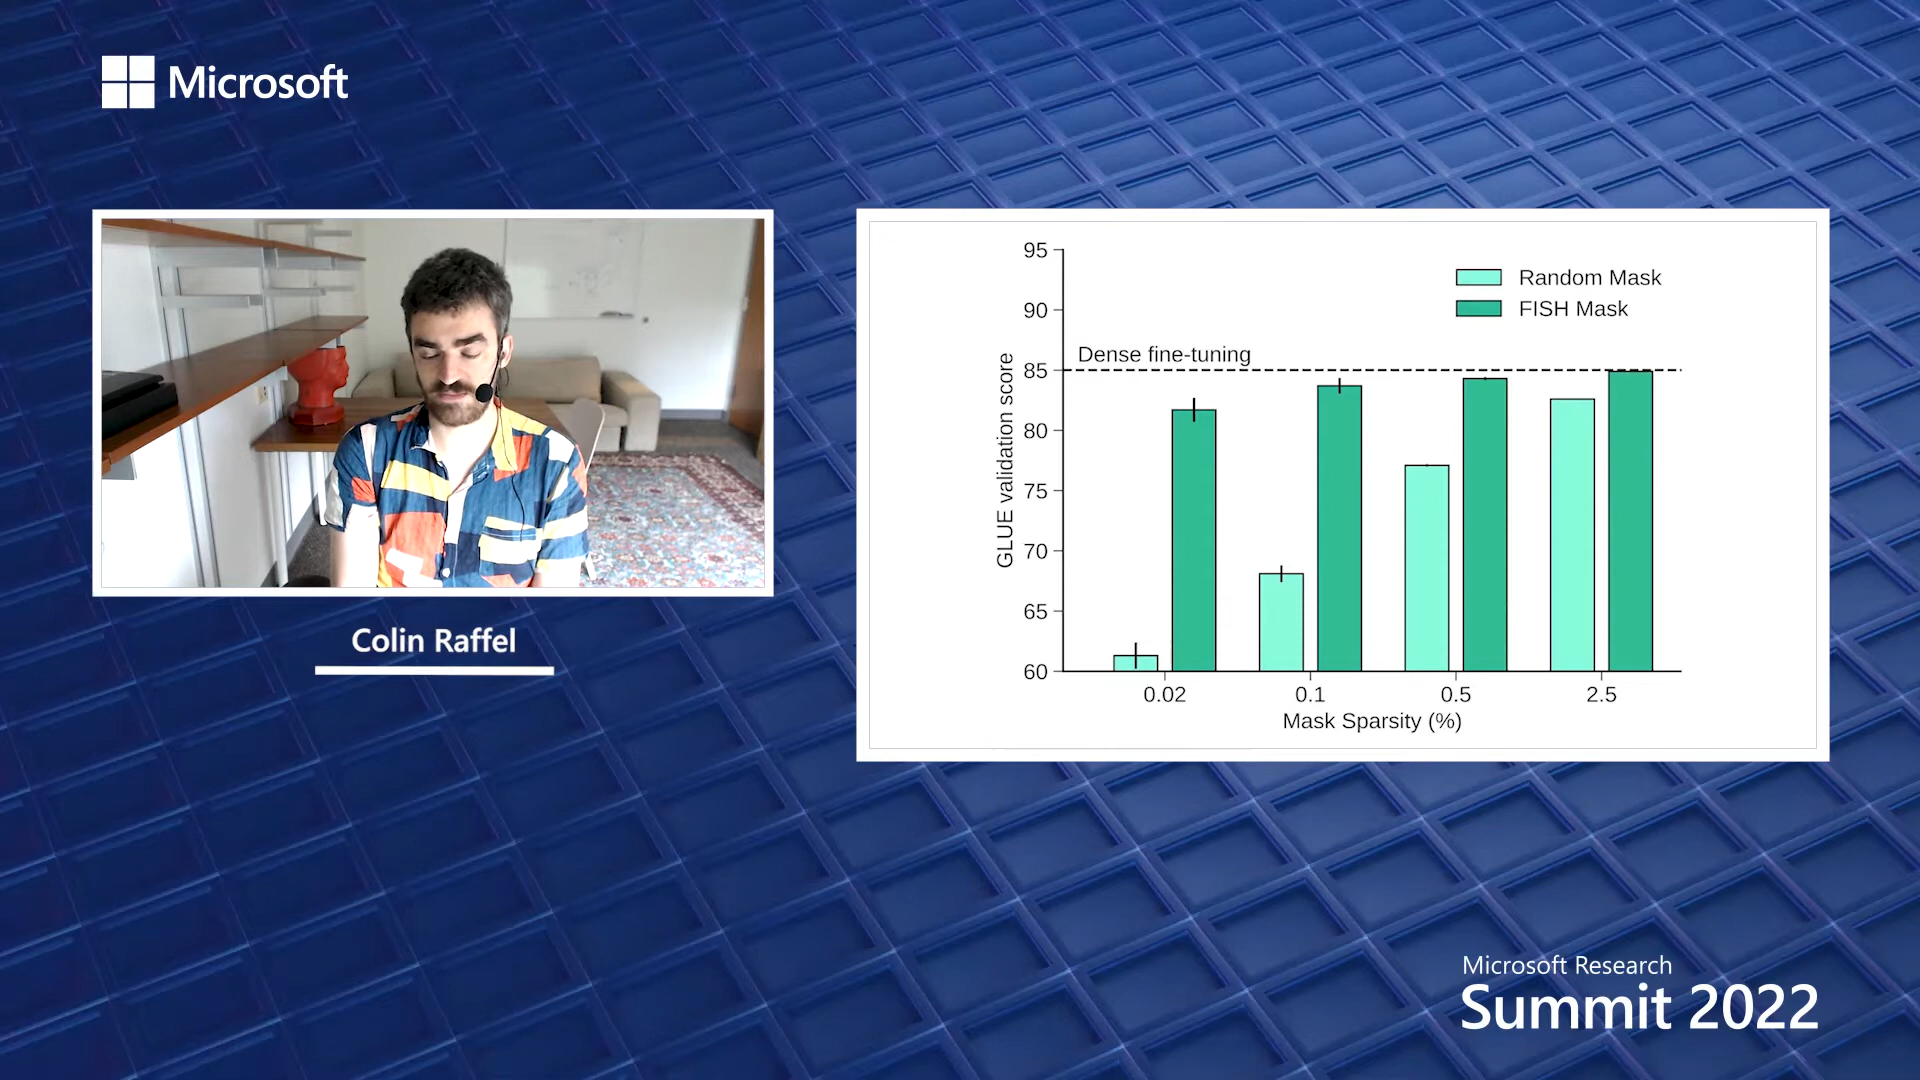 Microsoft
Colin Raffel
95
90
85
80
75
70
65
60
GLUE validation score
Dense fine-tuning
Random Mask
FISH Mask
0.02 0.1 0.5 2.5
Mask Sparsity (%)
Microsoft Research
Summit 2022